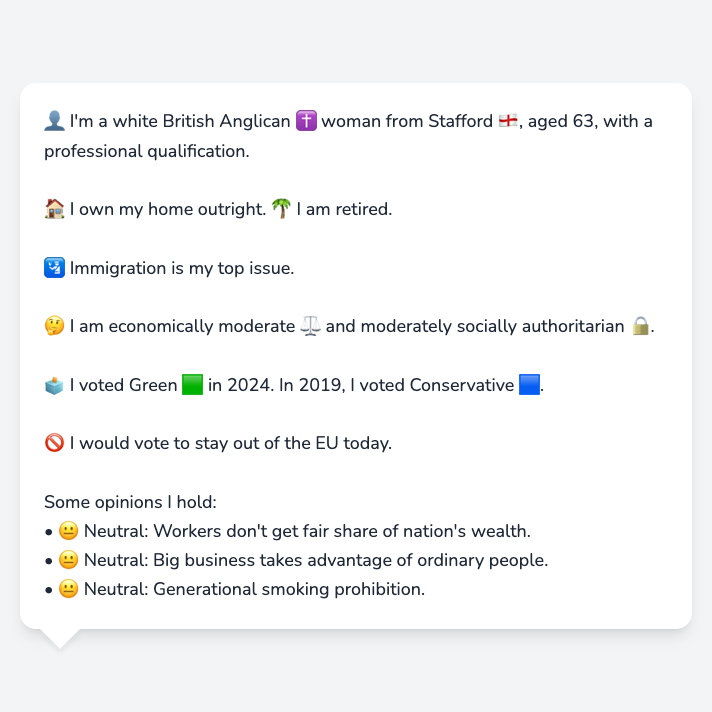 👤 I'm a white British Anglican ✝️ woman from Stafford 🏴󠁧󠁢󠁥󠁮󠁧󠁿, aged 63, with a
professional qualification.
🏠 I own my home outright. 🌴 I am retired.
🛂 Immigration is my top issue.
🤔 I am economically moderate ⚖️ and moderately socially authoritarian 🔒.
🗳️ I voted Green 🟩 in 2024. In 2019, I voted Conservative 🟦.
🚫 I would vote to stay out of the EU today.
Some opinions I hold:
• 😐 Neutral: Workers don't get fair share of nation's wealth.
• 😐 Neutral: Big business takes advantage of ordinary people.
• 😐 Neutral: Generational smoking prohibition.